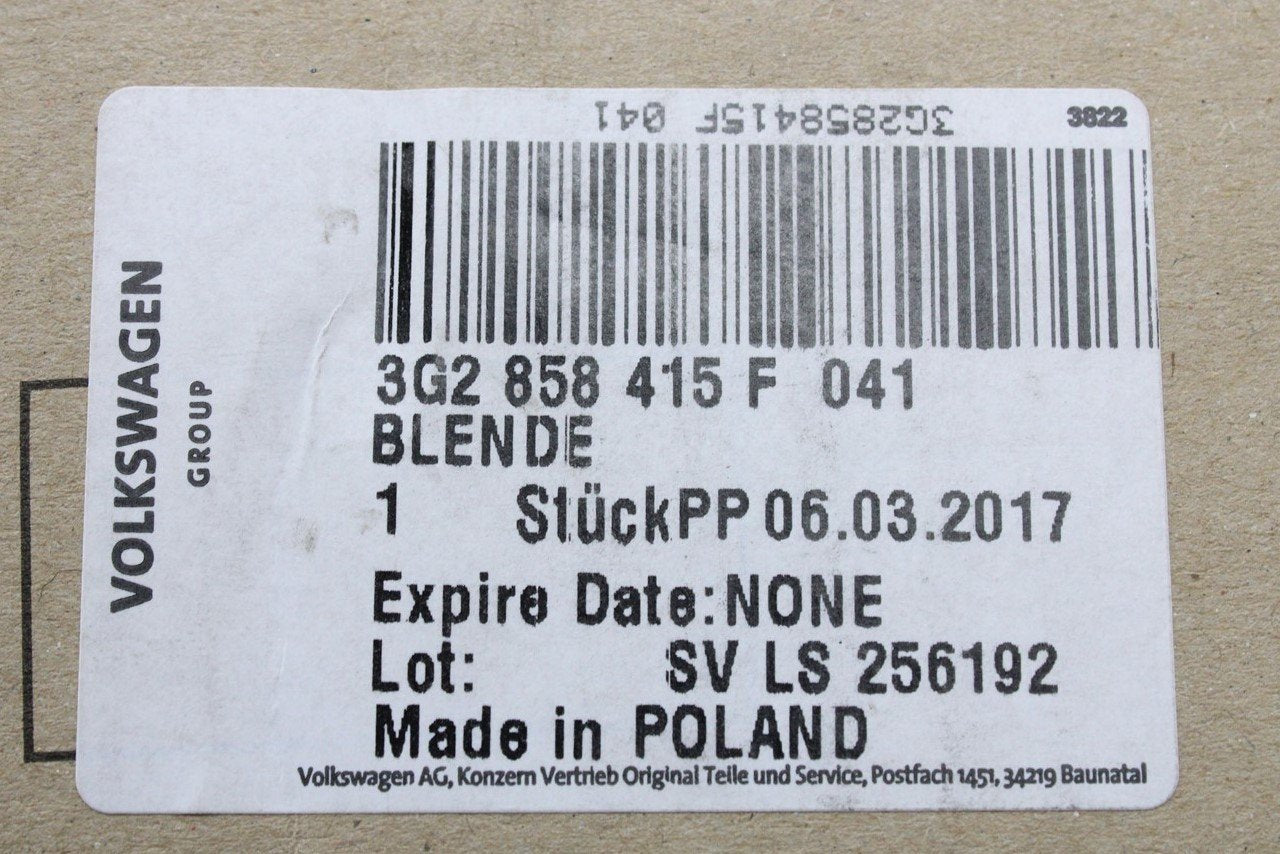 3G2858415F 041
3822
3G2 858 415 F 041
BLENDE
1 StückPP 06.03.2017
Expire Date:NONE
Lot: SV LS 256192
Made in POLAND
Volkswagen AG, Konzern Vertrieb Original Teile und Service, Postfach 1451, 34219 Baunatal
VOLKSWAGEN
GROUP